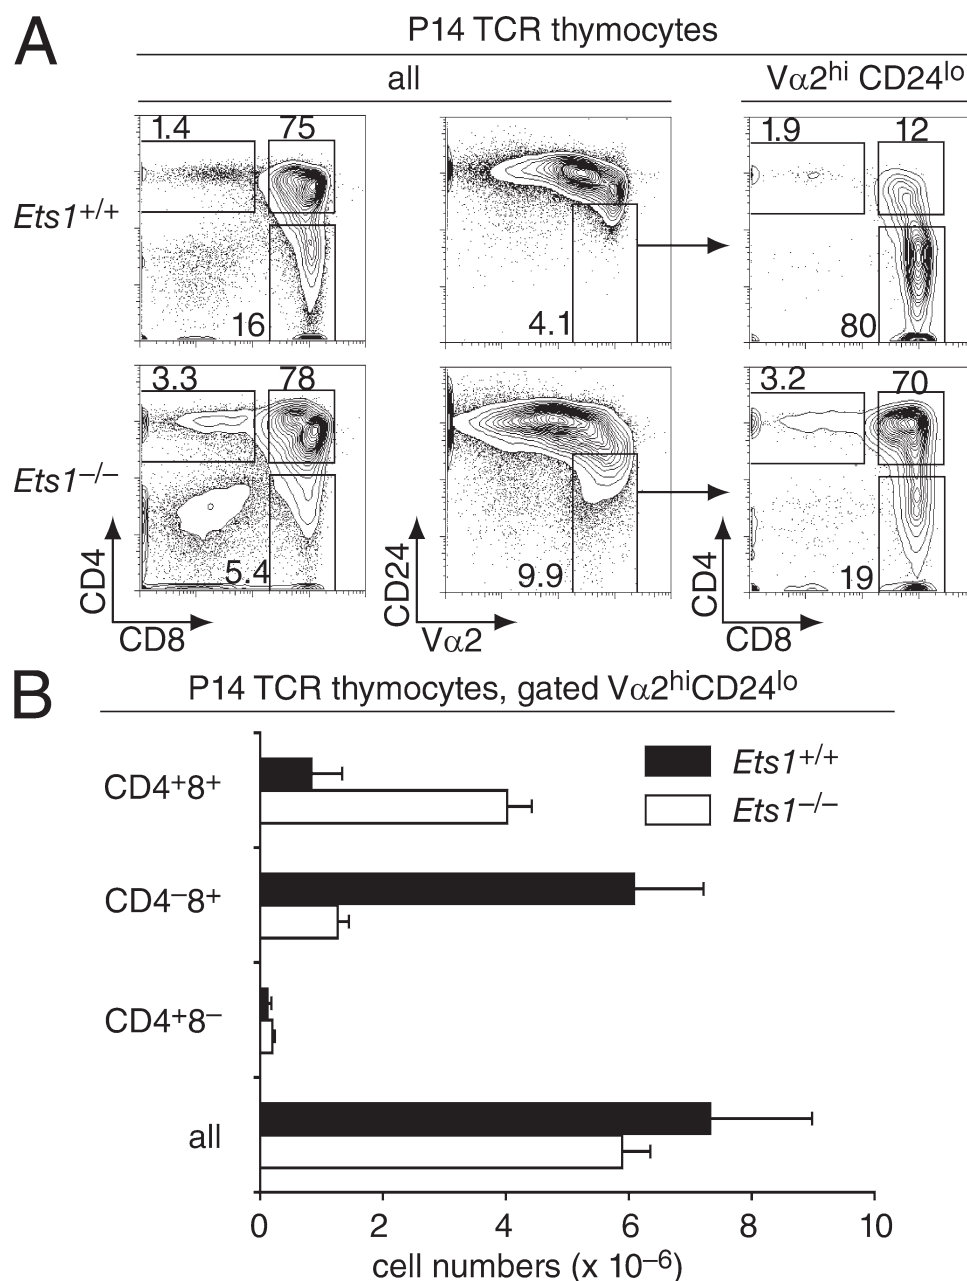 A
P14 TCR thymocytes
all
Vα2hi CD24lo
1.4 75
1.9 12
Ets1+/+
16
4.1
80
3.3 78
3.2 70
Ets1–/–
5.4
9.9
19
CD4
CD24
CD4
CD8
Vα2
CD8
B
P14 TCR thymocytes, gated Vα2hiCD24lo
Ets1+/+
Ets1–/–
CD4+8+
CD4–8+
CD4+8–
all
0 2 4 6 8 10
cell numbers (x 10–6)